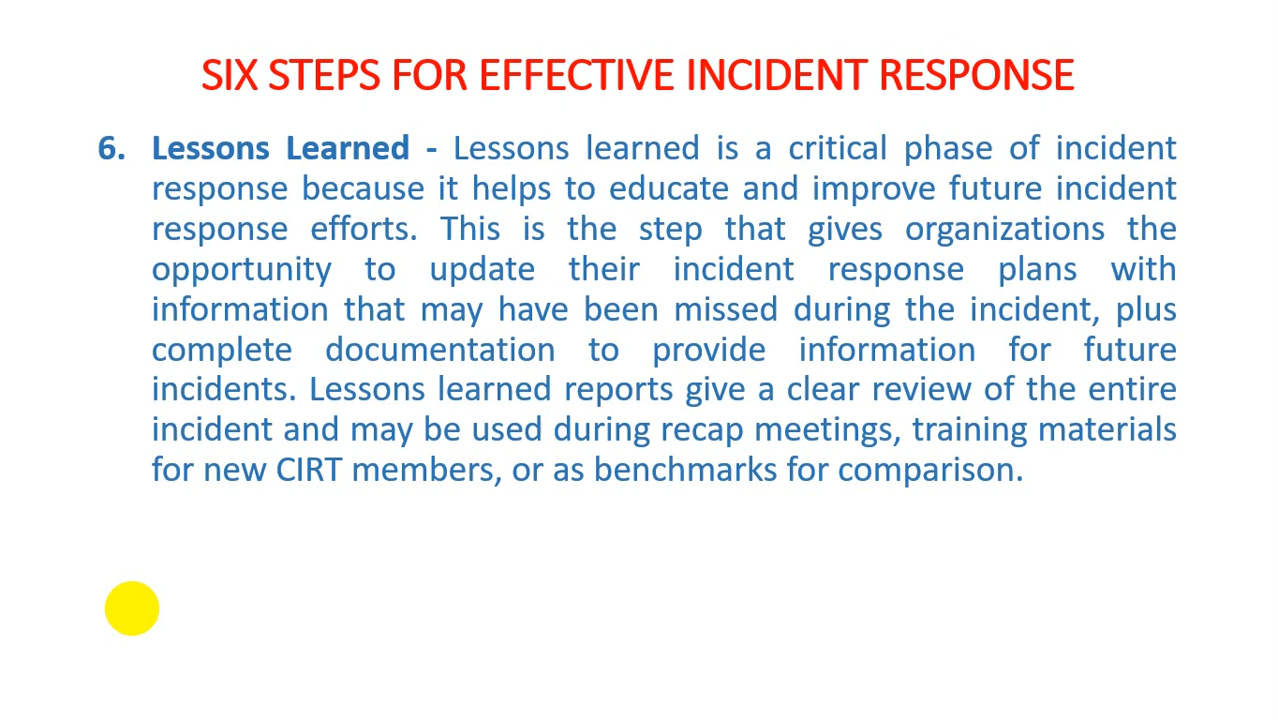 SIX STEPS FOR EFFECTIVE INCIDENT RESPONSE
6. Lessons Learned - Lessons learned is a critical phase of incident
response because it helps to educate and improve future incident
response efforts. This is the step that gives organizations the
opportunity to update their incident response plans with
information that may have been missed during the incident, plus
complete documentation to provide information for future
incidents. Lessons learned reports give a clear review of the entire
incident and may be used during recap meetings, training materials
for new CIRT members, or as benchmarks for comparison.